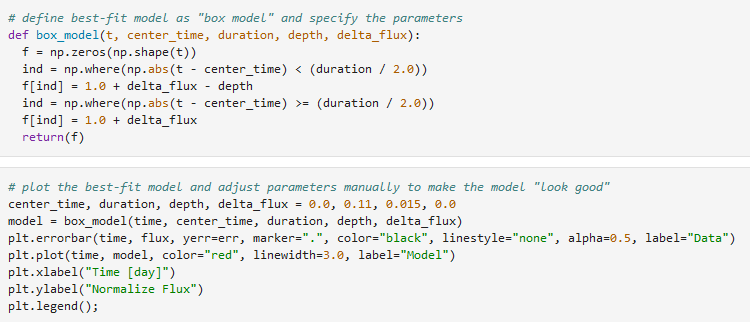 # define best-fit model as "box model" and specify the parameters
def box_model(t, center_time, duration, depth, delta_flux):
  f = np.zeros(np.shape(t))
  ind = np.where(np.abs(t - center_time) < (duration / 2.0))
  f[ind] = 1.0 + delta_flux - depth
  ind = np.where(np.abs(t - center_time) >= (duration / 2.0))
  f[ind] = 1.0 + delta_flux
  return(f)
# plot the best-fit model and adjust parameters manually to make the model "look good"
center_time, duration, depth, delta_flux = 0.0, 0.11, 0.015, 0.0
model = box_model(time, center_time, duration, depth, delta_flux)
plt.errorbar(time, flux, yerr=err, marker=".", color="black", linestyle="none", alpha=0.5, label="Data")
plt.plot(time, model, color="red", linewidth=3.0, label="Model")
plt.xlabel("Time [day]")
plt.ylabel("Normalize Flux")
plt.legend();